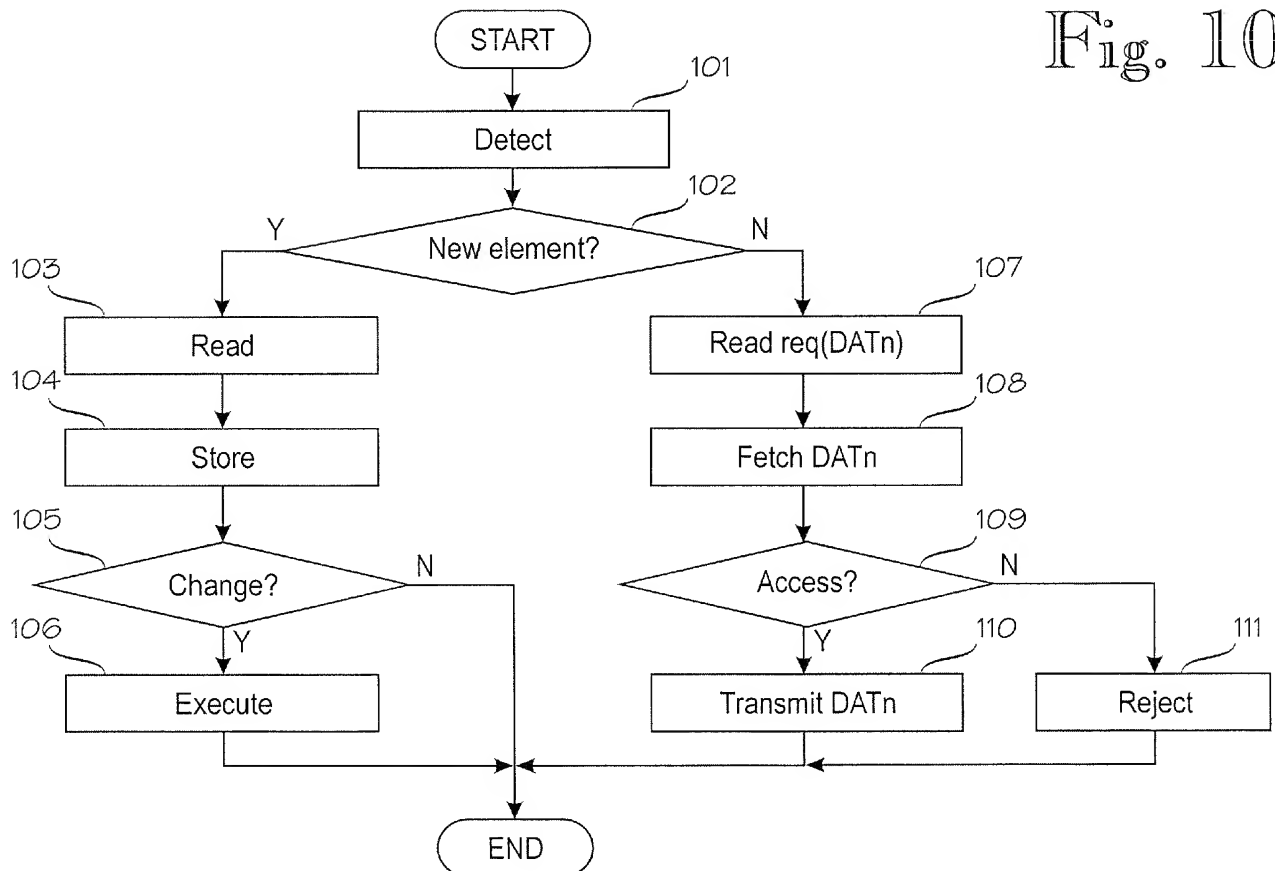 Fig. 10
START
101
Detect
102
Y
New element?
N
103
Read
107
Read req(DATn)
104
Store
108
Fetch DATn
105
Change?
N
Y
109
Access?
N
Y
106
Execute
110
Transmit DATn
111
Reject
END